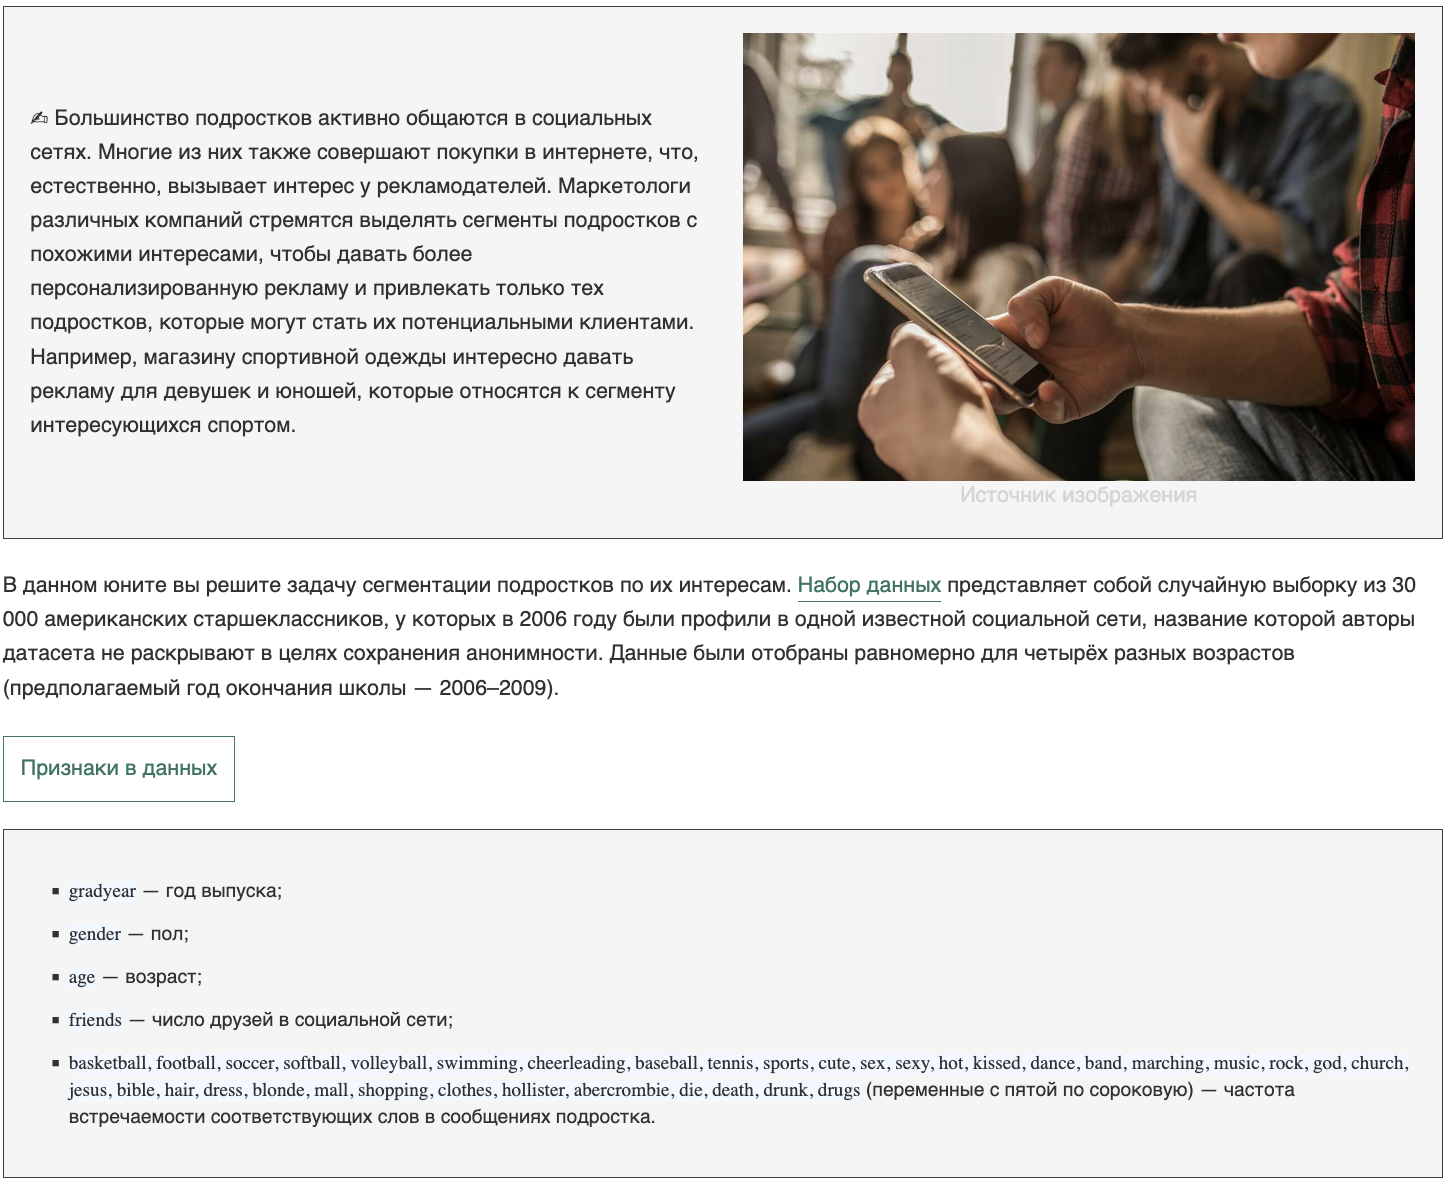 ✍ Большинство подростков активно общаются в социальных
сетях. Многие из них также совершают покупки в интернете, что,
естественно, вызывает интерес у рекламодателей. Маркетологи
различных компаний стремятся выделять сегменты подростков с
похожими интересами, чтобы давать более
персонализированную рекламу и привлекать только тех
подростков, которые могут стать их потенциальными клиентами.
Например, магазину спортивной одежды интересно давать
рекламу для девушек и юношей, которые относятся к сегменту
интересующихся спортом.
Источник изображения
В данном юните вы решите задачу сегментации подростков по их интересам. Набор данных представляет собой случайную выборку из 30
000 американских старшеклассников, у которых в 2006 году были профили в одной известной социальной сети, название которой авторы
датасета не раскрывают в целях сохранения анонимности. Данные были отобраны равномерно для четырёх разных возрастов
(предполагаемый год окончания школы — 2006–2009).
Признаки в данных
▪ gradyear — год выпуска;
▪ gender — пол;
▪ age — возраст;
▪ friends — число друзей в социальной сети;
▪ basketball, football, soccer, softball, volleyball, swimming, cheerleading, baseball, tennis, sports, cute, sex, sexy, hot, kissed, dance, band, marching, music, rock, god, church,
jesus, bible, hair, dress, blonde, mall, shopping, clothes, hollister, abercrombie, die, death, drunk, drugs (переменные с пятой по сороковую) — частота
встречаемости соответствующих слов в сообщениях подростка.